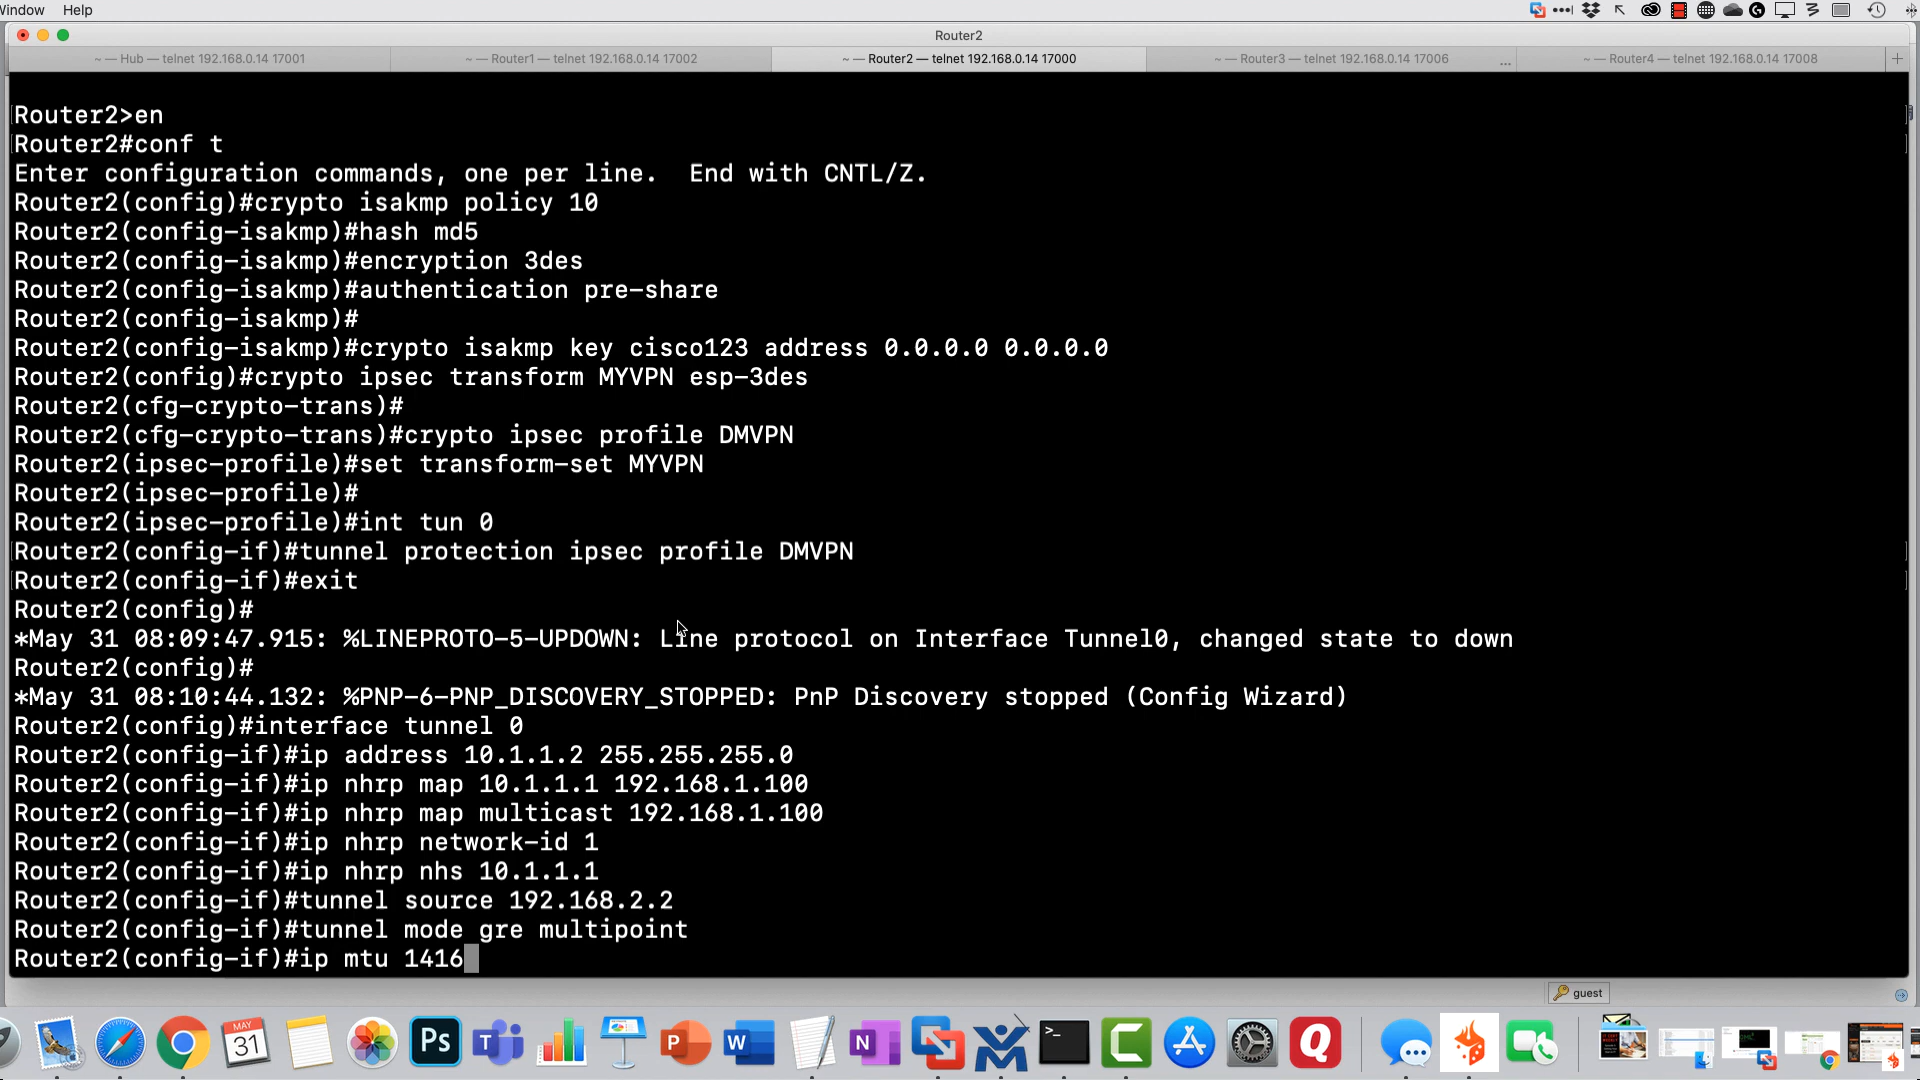 Window Help
Router2
~ — Hub — telnet 192.168.0.14 17001
~ — Router1 — telnet 192.168.0.14 17002
~ — Router2 — telnet 192.168.0.14 17000
~ — Router3 — telnet 192.168.0.14 17006
...
~ — Router4 — telnet 192.168.0.14 17008
Router2>en
Router2#conf t
Enter configuration commands, one per line.  End with CNTL/Z.
Router2(config)#crypto isakmp policy 10
Router2(config-isakmp)#hash md5
Router2(config-isakmp)#encryption 3des
Router2(config-isakmp)#authentication pre-share
Router2(config-isakmp)#
Router2(config-isakmp)#crypto isakmp key cisco123 address 0.0.0.0 0.0.0.0
Router2(config)#crypto ipsec transform MYVPN esp-3des
Router2(cfg-crypto-trans)#
Router2(cfg-crypto-trans)#crypto ipsec profile DMVPN
Router2(ipsec-profile)#set transform-set MYVPN
Router2(ipsec-profile)#
Router2(ipsec-profile)#int tun 0
Router2(config-if)#tunnel protection ipsec profile DMVPN
Router2(config-if)#exit
Router2(config)#
*May 31 08:09:47.915: %LINEPROTO-5-UPDOWN: Line protocol on Interface Tunnel0, changed state to down
Router2(config)#
*May 31 08:10:44.132: %PNP-6-PNP_DISCOVERY_STOPPED: PnP Discovery stopped (Config Wizard)
Router2(config)#interface tunnel 0
Router2(config-if)#ip address 10.1.1.2 255.255.255.0
Router2(config-if)#ip nhrp map 10.1.1.1 192.168.1.100
Router2(config-if)#ip nhrp map multicast 192.168.1.100
Router2(config-if)#ip nhrp network-id 1
Router2(config-if)#ip nhrp nhs 10.1.1.1
Router2(config-if)#tunnel source 192.168.2.2
Router2(config-if)#tunnel mode gre multipoint
Router2(config-if)#ip mtu 1416
guest
MAY
31
Ps
T
P
W
N
>_
C
Q